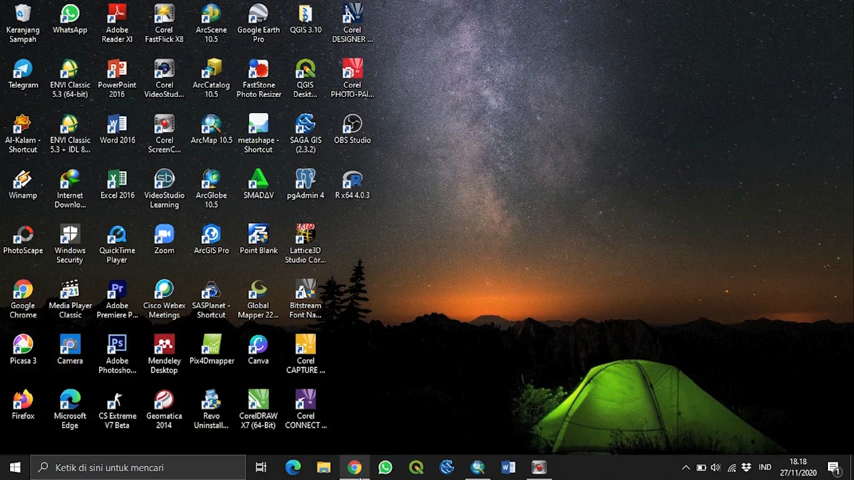 Keranjang
Sampah
WhatsApp
Adobe
Reader XI
Corel
FastFlick X8
ArcScene
10.5
Google Earth
Pro
QGIS 3.10
Corel
DESIGNER ...
Telegram
ENVI Classic
5.3 (64-bit)
PowerPoint
2016
Corel
VideoStud...
ArcCatalog
10.5
FastStone
Photo Resizer
QGIS
Deskt...
Corel
PHOTO-PAI...
Al-Kalam -
Shortcut
ENVI Classic
5.3 + IDL 8...
Word 2016
Corel
ScreenC...
ArcMap 10.5
metashape -
Shortcut
SAGA GIS
(2.3.2)
OBS Studio
Winamp
Internet
Downlo...
Excel 2016
VideoStudio
Learning
ArcGlobe
10.5
SMADΔV
pgAdmin 4
R x64 4.0.3
PhotoScape
Windows
Security
QuickTime
Player
Zoom
ArcGIS Pro
Point Blank
Lattice3D
Studio Cor...
Google
Chrome
Media Player
Classic
Adobe
Premiere P...
Cisco Webex
Meetings
SASPlanet -
Shortcut
Global
Mapper 22...
Bitstream
Font Na...
Picasa 3
Camera
Adobe
Photosho...
Mendeley
Desktop
Pix4Dmapper
Canva
Corel
CAPTURE ...
Firefox
Microsoft
Edge
CS Extreme
V7 Beta
Geomatica
2014
Revo
Uninstall...
CorelDRAW
X7 (64-Bit)
Corel
CONNECT ...
Ketik di sini untuk mencari
IND
18.18
27/11/2020